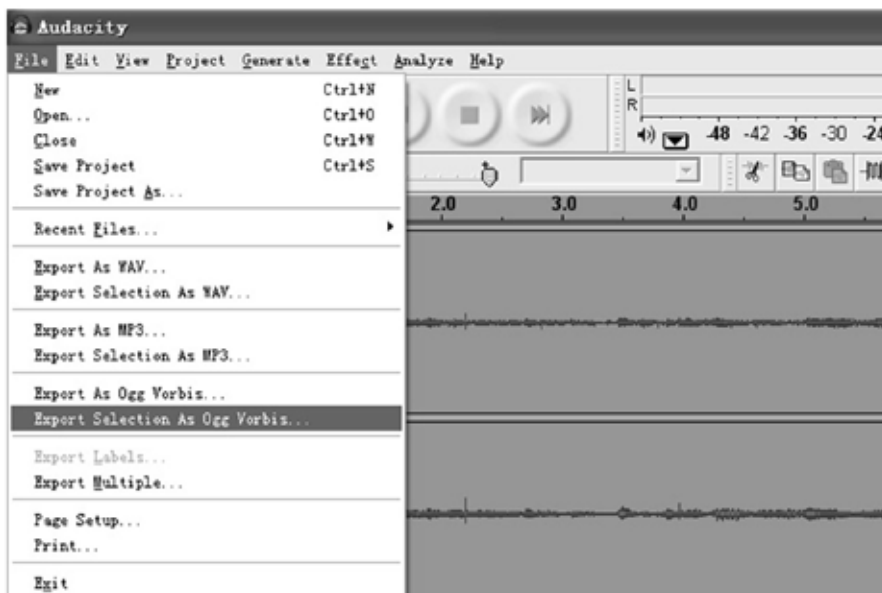 Audacity
File Edit View Project Generate Effect Analyze Help
New Ctrl+N
Open... Ctrl+O
Close Ctrl+W
Save Project Ctrl+S
Save Project As...
Recent Files...
Export As WAV...
Export Selection As WAV...
Export As MP3...
Export Selection As MP3...
Export As Ogg Vorbis...
Export Selection As Ogg Vorbis...
Export Labels...
Export Multiple...
Page Setup...
Print...
Exit
L
R
-48 -42 -36 -30 -24
2.0 3.0 4.0 5.0